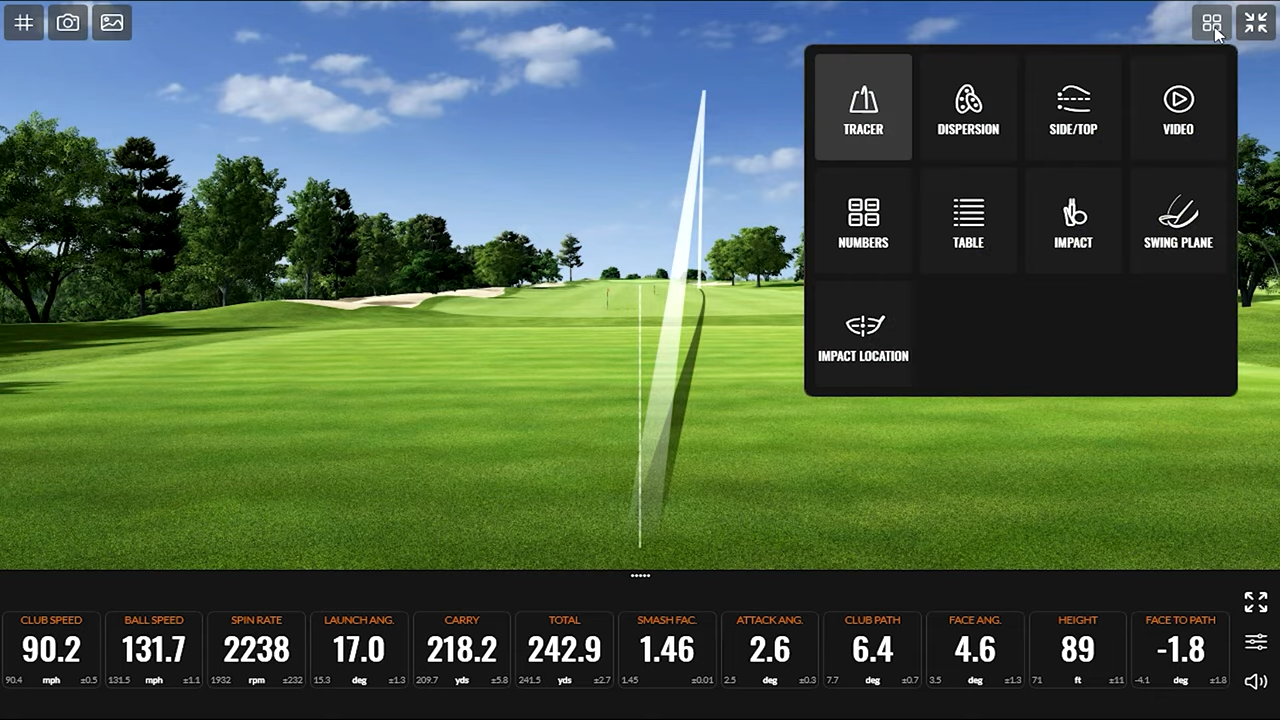 TRACER
DISPERSION
SIDE/TOP
VIDEO
NUMBERS
TABLE
IMPACT
SWING PLANE
IMPACT LOCATION
CLUB SPEED
90.2
90.4 mph ±0.5
BALL SPEED
131.7
131.5 mph ±1.1
SPIN RATE
2238
1932 rpm ±232
LAUNCH ANG.
17.0
15.3 deg ±1.3
CARRY
218.2
209.7 yds ±5.8
TOTAL
242.9
241.5 yds ±2.7
SMASH FAC.
1.46
1.45 ±0.01
ATTACK ANG.
2.6
2.5 deg ±0.3
CLUB PATH
6.4
7.7 deg ±0.7
FACE ANG.
4.6
3.5 deg ±1.3
HEIGHT
89
71 ft ±11
FACE TO PATH
-1.8
-4.1 deg ±1.8